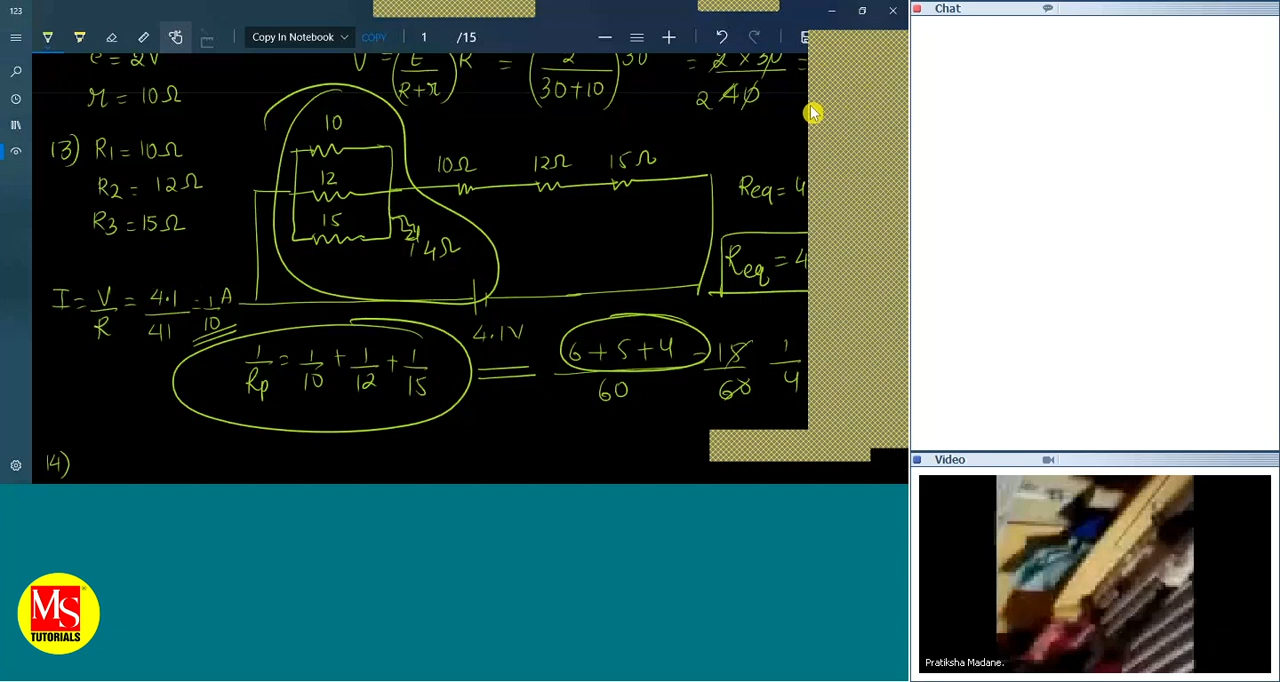 123
Chat
Copy In Notebook
COPY
1 /15
e = 2V
V = (E/R+r) R = (2/30+10) 30 = 2 × 30 / 2 40 =
r = 10Ω
13) R1 = 10Ω
R2 = 12Ω
R3 = 15Ω
10
12
15
10Ω 12Ω 15Ω
4Ω
Req = 4
Req = 4
I = V/R = 4.1/41 = 1/10 A
4.1V
1/Rp = 1/10 + 1/12 + 1/15
6 + 5 + 4 / 60 = 15/60 1/4
14)
Video
MS
TUTORIALS
Pratiksha Madane.